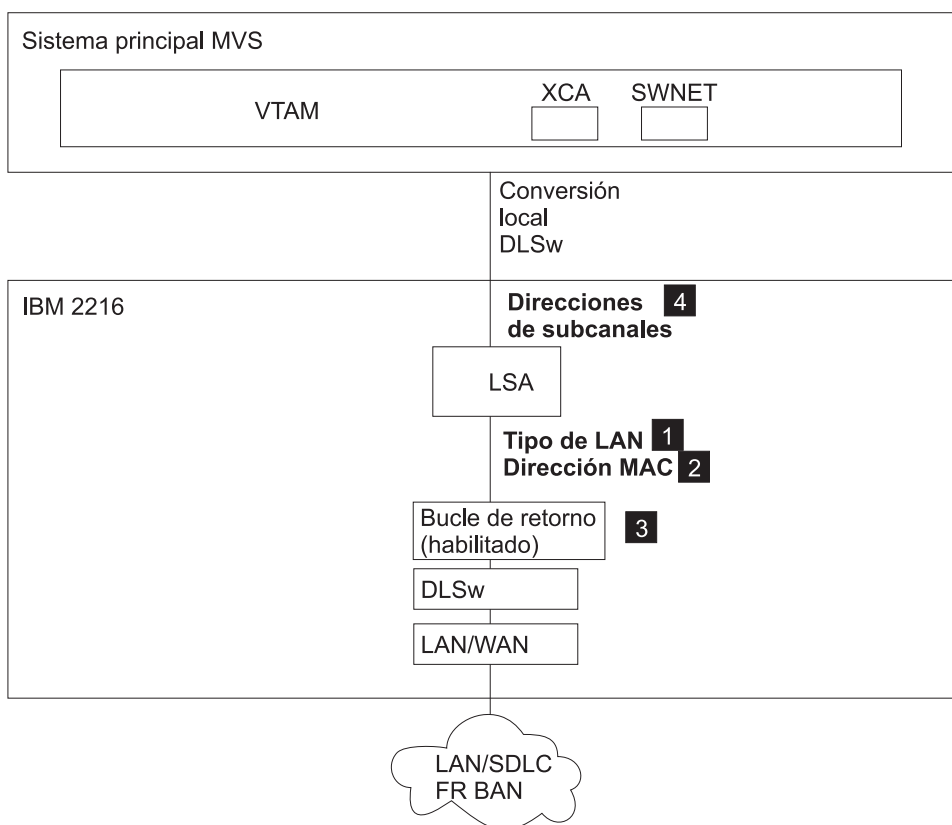 Sistema principal MVS
XCA
SWNET
VTAM
Conversión
local
DLSw
IBM 2216
Direcciones 4
de subcanales
LSA
Tipo de LAN 1
Dirección MAC 2
Bucle de retorno
(habilitado)
3
DLSw
LAN/WAN
LAN/SDLC
FR BAN